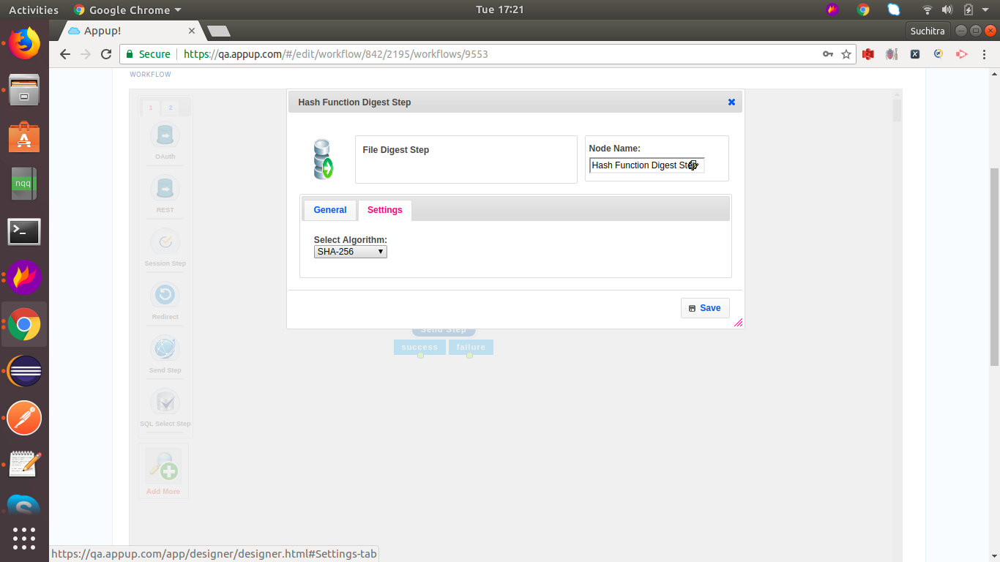 Activities
Google Chrome
Tue 17:21
Appup!
Suchitra
Secure
https://qa.appup.com/#/edit/workflow/842/2195/workflows/9553
WORKFLOW
1 2
OAuth
REST
Session Step
Redirect
Send Step
SQL Select Step
Add More
nqq
Hash Function Digest Step
File Digest Step
Node Name:
Hash Function Digest Step
General
Settings
Select Algorithm:
SHA-256
Save
Send Step
success
failure
https://qa.appup.com/app/designer/designer.html#Settings-tab